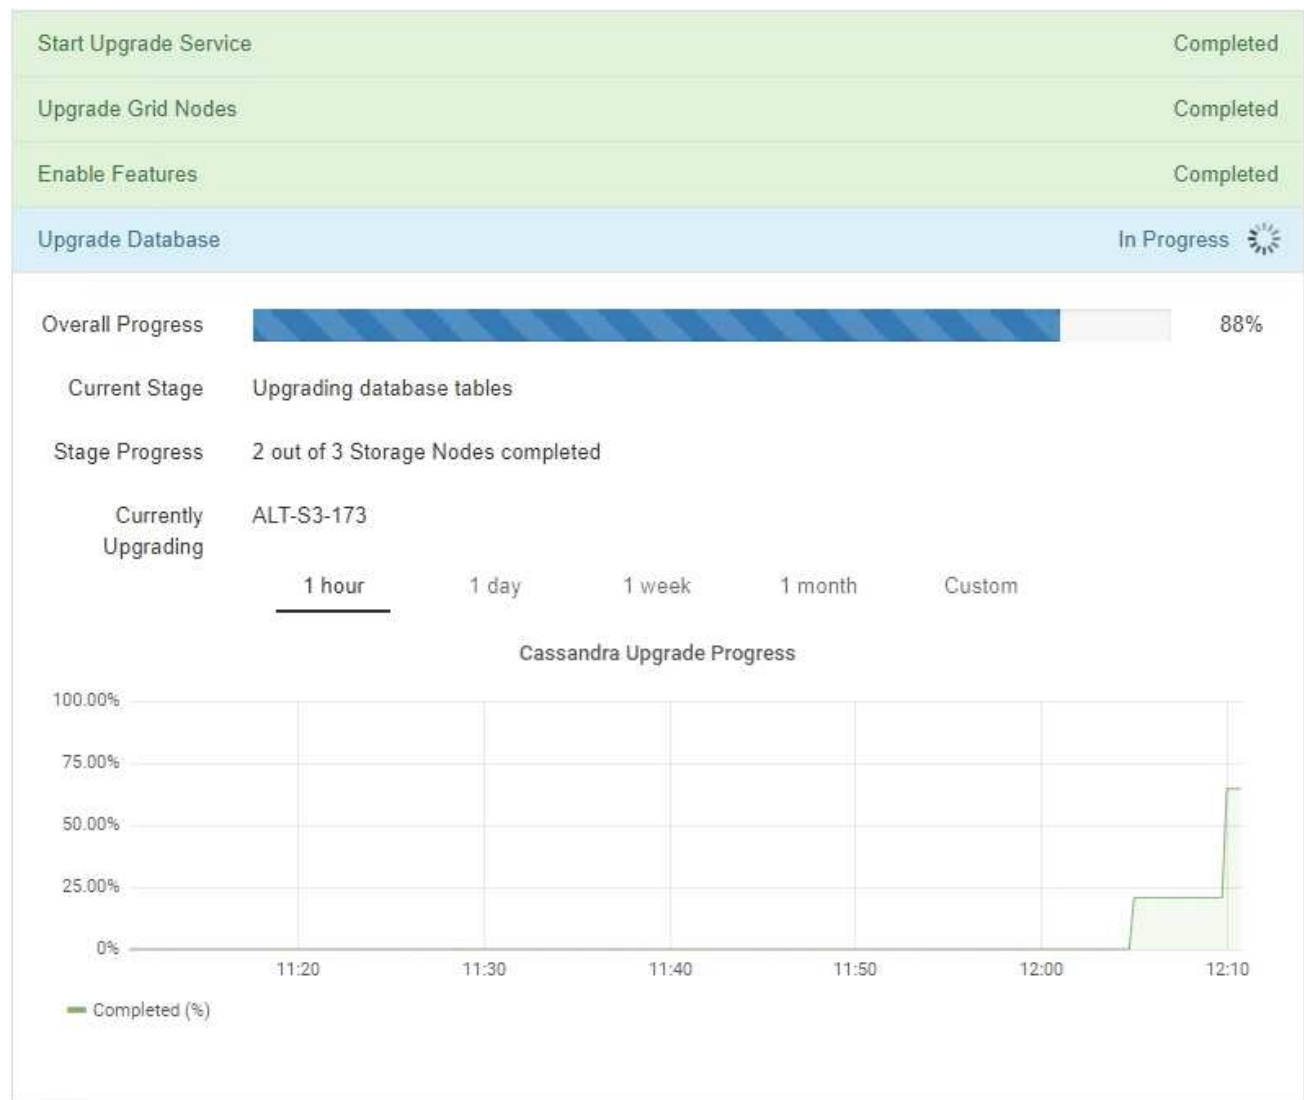 Start Upgrade Service Completed
Upgrade Grid Nodes Completed
Enable Features Completed
Upgrade Database In Progress
Overall Progress 88%
Current Stage Upgrading database tables
Stage Progress 2 out of 3 Storage Nodes completed
Currently ALT-S3-173
Upgrading
1 hour 1 day 1 week 1 month Custom
Cassandra Upgrade Progress
100.00%
75.00%
50.00%
25.00%
0%
11:20 11:30 11:40 11:50 12:00 12:10
Completed (%)